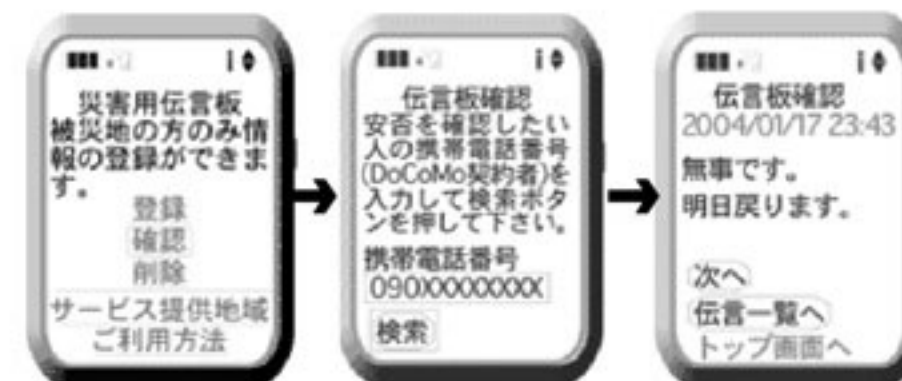 災害用伝言板
被災地の方のみ情
報の登録ができま
す。
登録
確認
削除
サービス提供地域
ご利用方法
伝言板確認
安否を確認したい
人の携帯電話番号
(DoCoMo契約者)を
入力して検索ボタ
ンを押して下さい。
携帯電話番号
090XXXXXXXX
検索
伝言板確認
2004/01/17 23:43
無事です。
明日戻ります。
次へ
伝言一覧へ
トップ画面へ